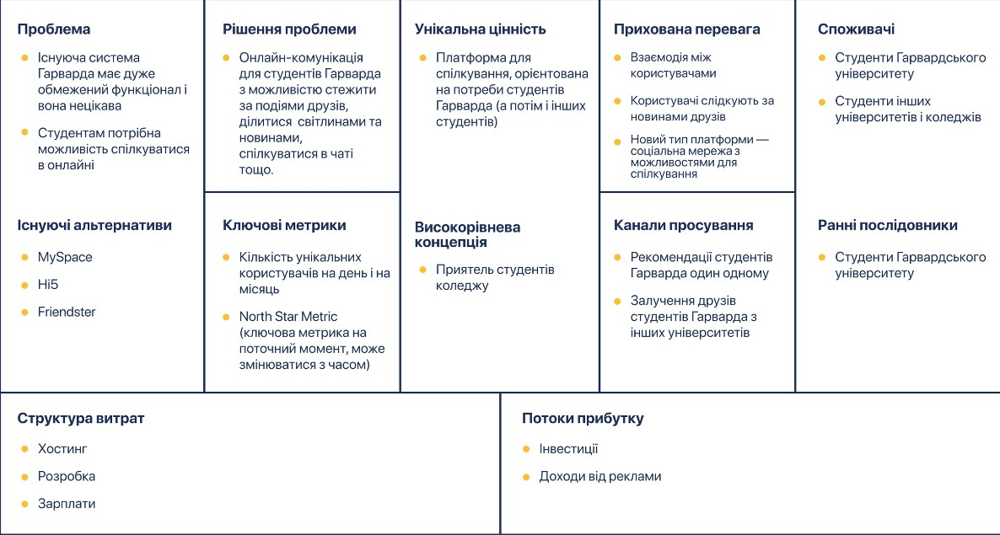 Проблема
Існуюча система
Гарварда має дуже
обмежений функціонал і
вона нецікава
Студентам потрібна
можливість спілкуватися
в онлайні
Існуючі альтернативи
MySpace
Hi5
Friendster
Рішення проблеми
Онлайн-комунікація
для студентів Гарварда
з можливістю стежити
за подіями друзів,
ділитися світлинами та
новинами,
спілкуватися в чаті
тощо.
Ключові метрики
Кількість унікальних
користувачів на день і на
місяць
North Star Metric
(ключова метрика на
поточний момент, може
змінюватися з часом)
Унікальна цінність
Платформа для
спілкування, орієнтована
на потреби студентів
Гарварда (а потім і інших
студентів)
Високорівнева
концепція
Приятель студентів
коледжу
Прихована перевага
Взаємодія між
користувачами
Користувачі слідкують за
новинами друзів
Новий тип платформи —
соціальна мережа з
можливостями для
спілкування
Канали просування
Рекомендації студентів
Гарварда один одному
Залучення друзів
студентів Гарварда з
інших університетів
Споживачі
Студенти Гарвардського
університету
Студенти інших
університетів і коледжів
Ранні послідовники
Студенти Гарвардського
університету
Структура витрат
Хостинг
Розробка
Зарплати
Потоки прибутку
Інвестиції
Доходи від реклами